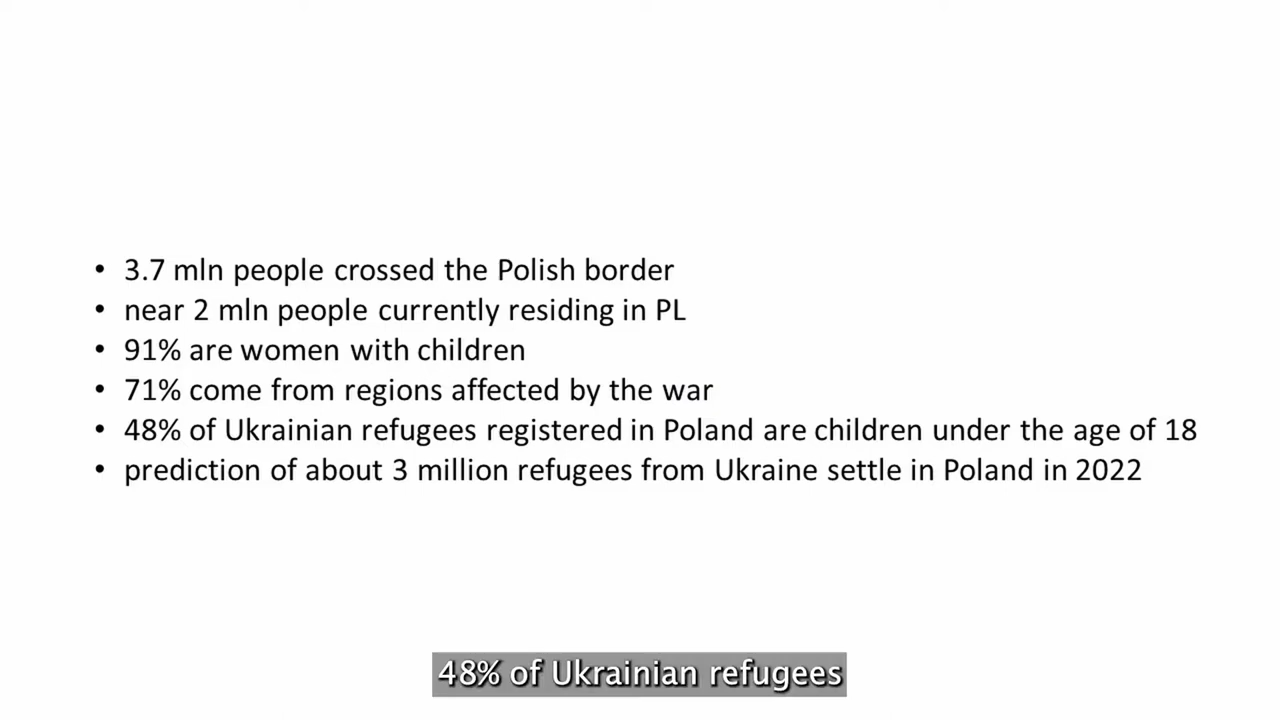 • 3.7 mln people crossed the Polish border
• near 2 mln people currently residing in PL
• 91% are women with children
• 71% come from regions affected by the war
• 48% of Ukrainian refugees registered in Poland are children under the age of 18
• prediction of about 3 million refugees from Ukraine settle in Poland in 2022
48% of Ukrainian refugees